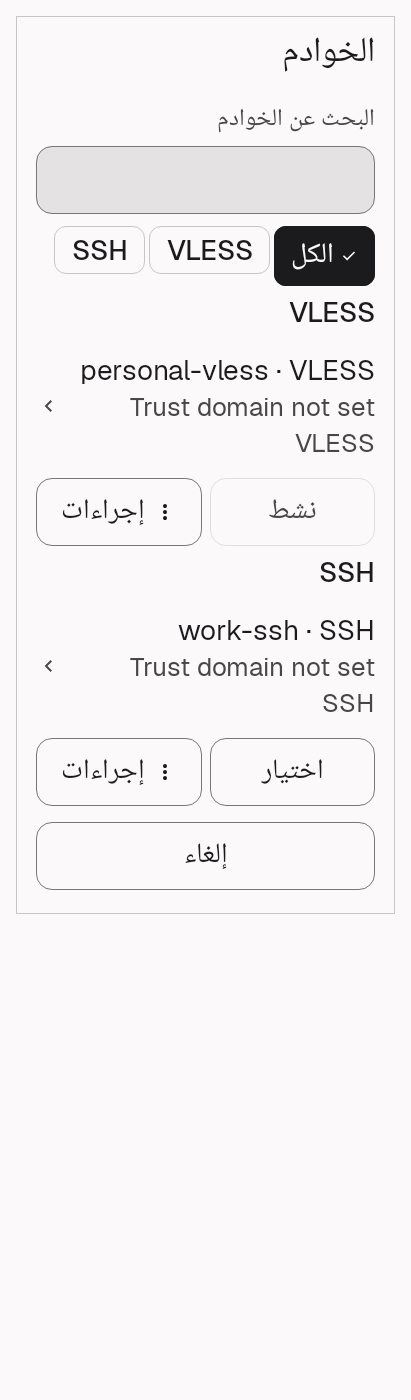 الخوادم
البحث عن الخوادم
الكل VLESS SSH
VLESS
personal-vless · VLESS
Trust domain not set
VLESS
نشط إجراءات
SSH
work-ssh · SSH
Trust domain not set
SSH
اختيار إجراءات
إلغاء